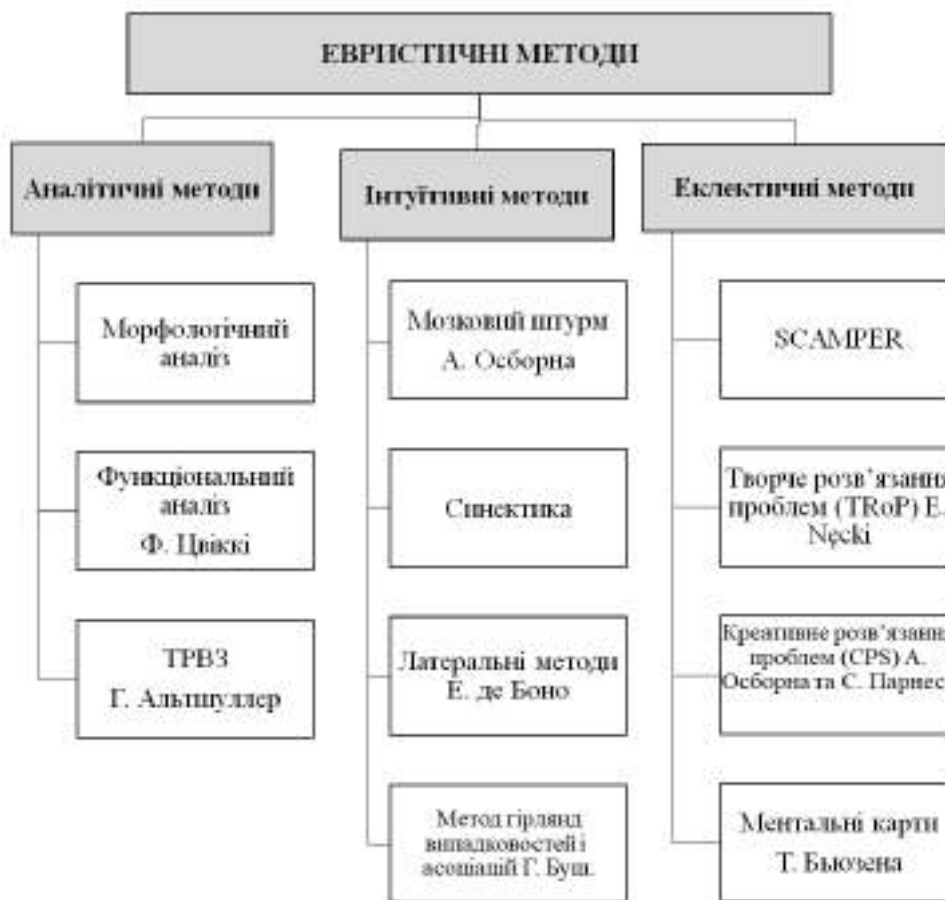 ЕВРИСТИЧНІ МЕТОДИ
Аналітичні методи
Морфологічний
аналіз
Функціональний
аналіз
Ф. Цвіккі
ТРВЗ
Г. Альтшуллер
Інтуїтивні методи
Мозковий штурм
А. Осборна
Синектика
Латеральні методи
Е. де Боно
Метод гірлянд
випадковостей і
асоціацій Г. Буш.
Еклектичні методи
SCAMPER
Творче розв’язання
проблем (TRoP) E.
Nęcki
Креативне розв’язання
проблем (CPS) А.
Осборна та С. Парнес
Ментальні карти
Т. Бьюзена